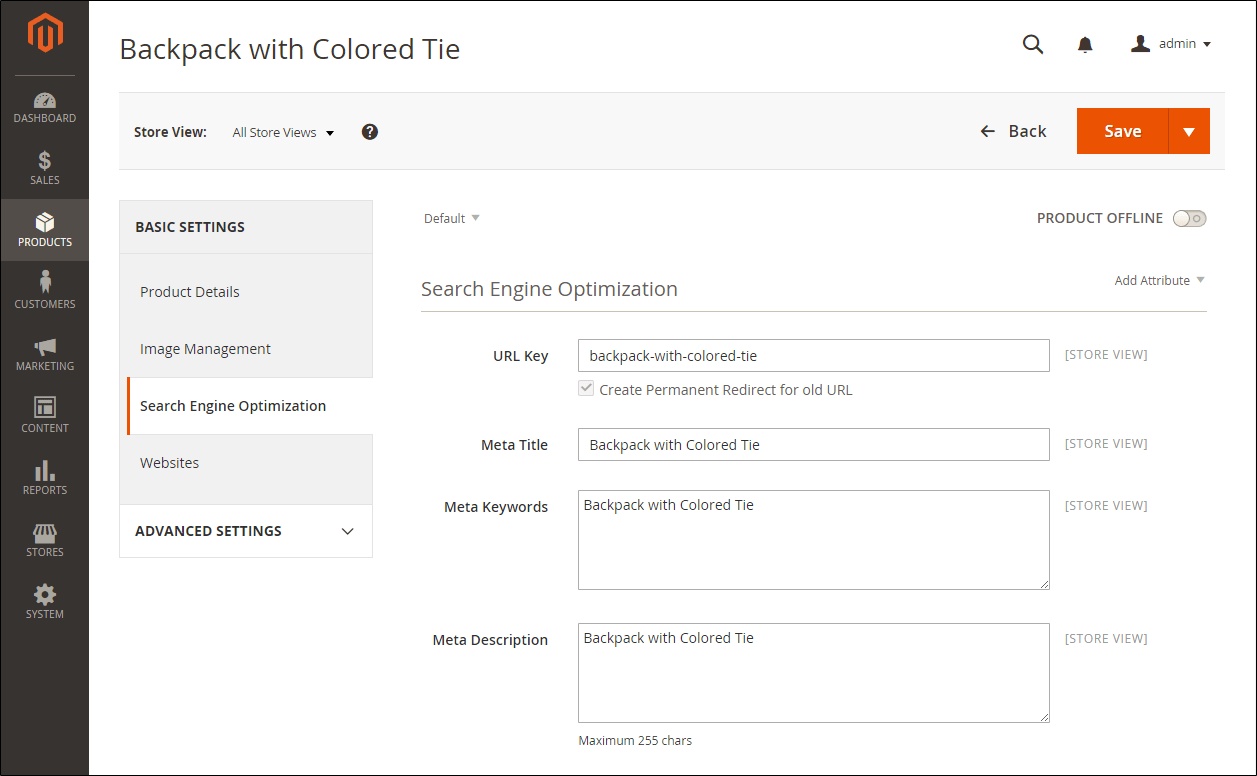 Backpack with Colored Tie
admin
DASHBOARD
SALES
PRODUCTS
CUSTOMERS
MARKETING
CONTENT
REPORTS
STORES
SYSTEM
Store View: All Store Views ?
Back
Save
BASIC SETTINGS
Product Details
Image Management
Search Engine Optimization
Websites
ADVANCED SETTINGS
Default
PRODUCT OFFLINE
Search Engine Optimization
Add Attribute
URL Key backpack-with-colored-tie [STORE VIEW]
Create Permanent Redirect for old URL
Meta Title Backpack with Colored Tie [STORE VIEW]
Meta Keywords Backpack with Colored Tie [STORE VIEW]
Meta Description Backpack with Colored Tie [STORE VIEW]
Maximum 255 chars